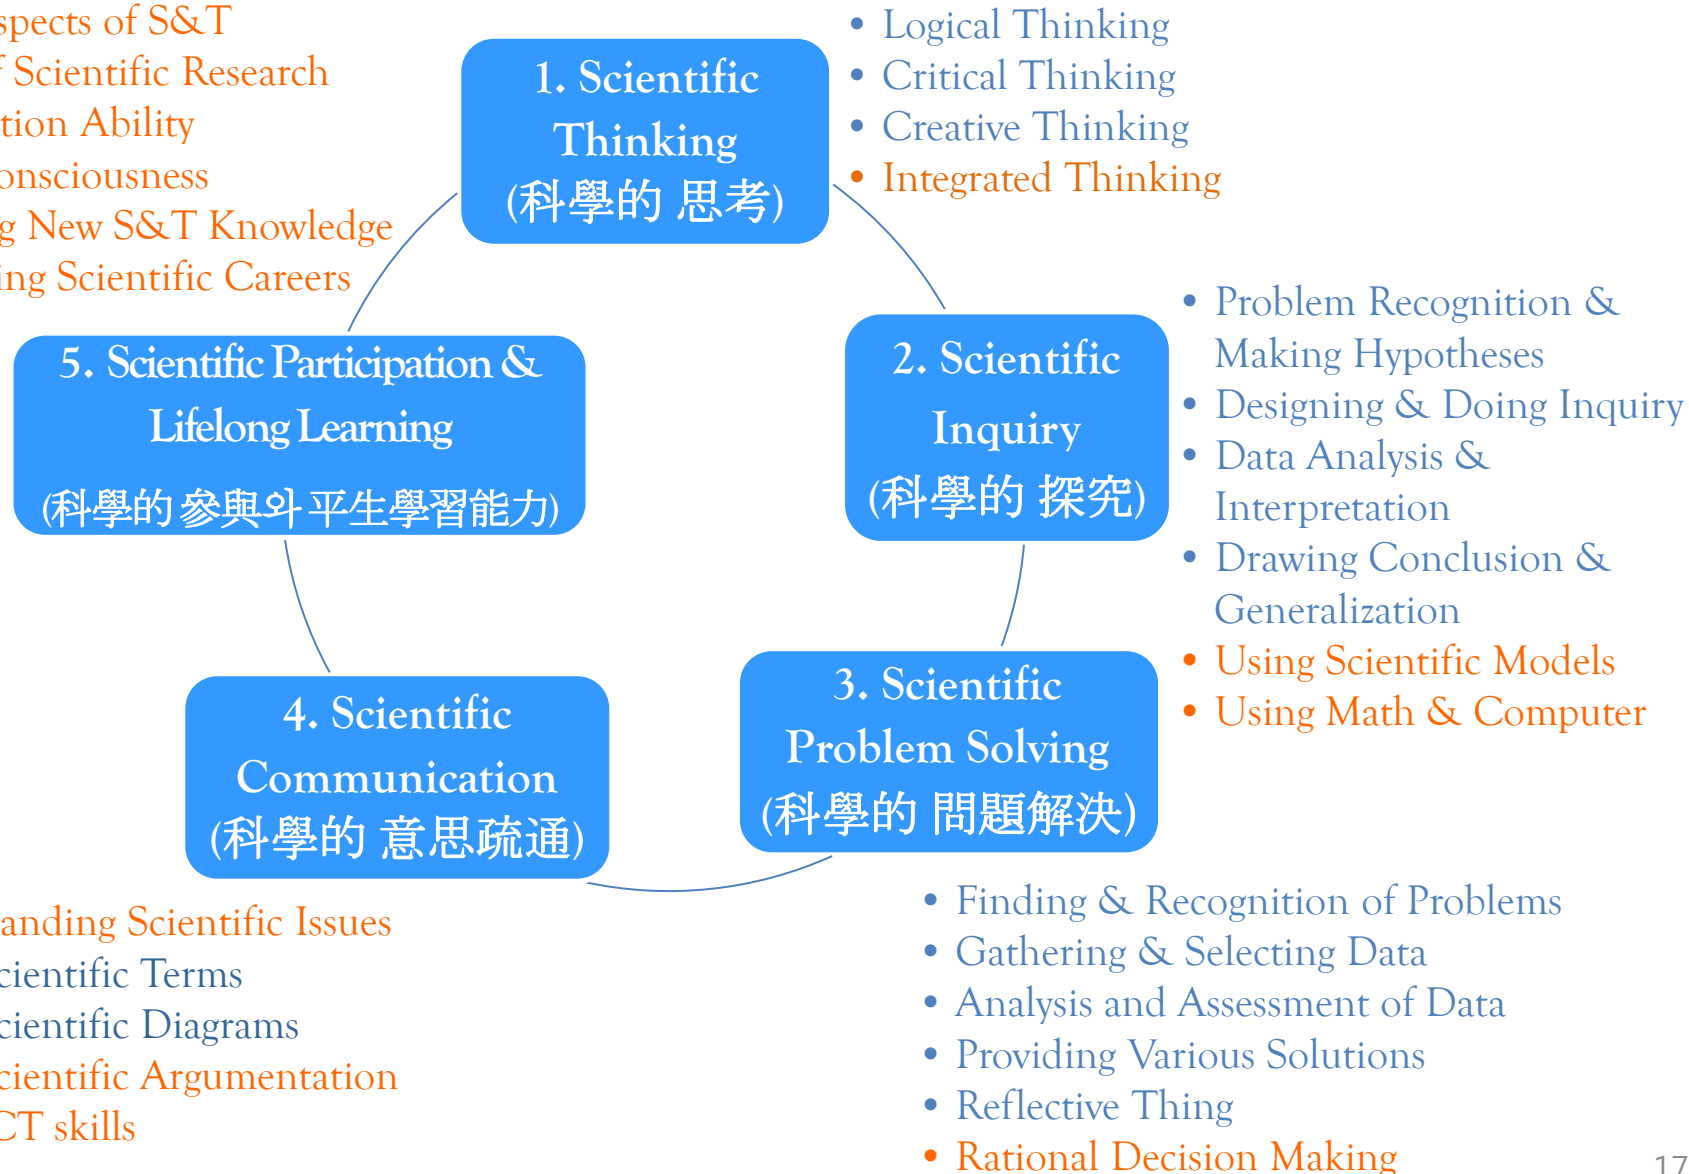 spects of S&T
f Scientific Research
tion Ability
onsciousness
g New S&T Knowledge
ing Scientific Careers
1. Scientific
Thinking
(科學的 思考)
• Logical Thinking
• Critical Thinking
• Creative Thinking
• Integrated Thinking
2. Scientific
Inquiry
(科學的 探究)
• Problem Recognition &
Making Hypotheses
• Designing & Doing Inquiry
• Data Analysis &
Interpretation
• Drawing Conclusion &
Generalization
• Using Scientific Models
• Using Math & Computer
3. Scientific
Problem Solving
(科學的 問題解決)
• Finding & Recognition of Problems
• Gathering & Selecting Data
• Analysis and Assessment of Data
• Providing Various Solutions
• Reflective Thing
• Rational Decision Making
4. Scientific
Communication
(科學的 意思疏通)
anding Scientific Issues
cientific Terms
cientific Diagrams
cientific Argumentation
CT skills
5. Scientific Participation &
Lifelong Learning
(科學的 參與와 平生學習能力)
17